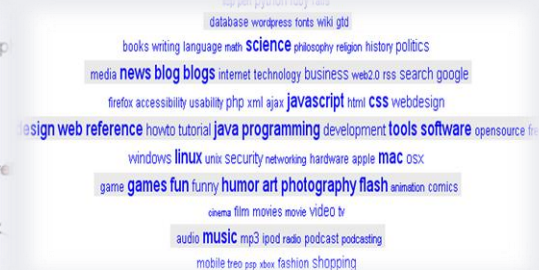 database wordpress fonts wiki gtd
books writing language math science philosophy religion history politics
media news blog blogs internet technology business web2.0 rss search google
firefox accessibility usability php xml ajax javascript html css webdesign
design web reference howto tutorial java programming development tools software opensource
windows linux unix security networking hardware apple mac osx
game games fun funny humor art photography flash animation comics
cinema film movies movie video tv
audio music mp3 ipod radio podcast podcasting
mobile treo psp xbox fashion shopping